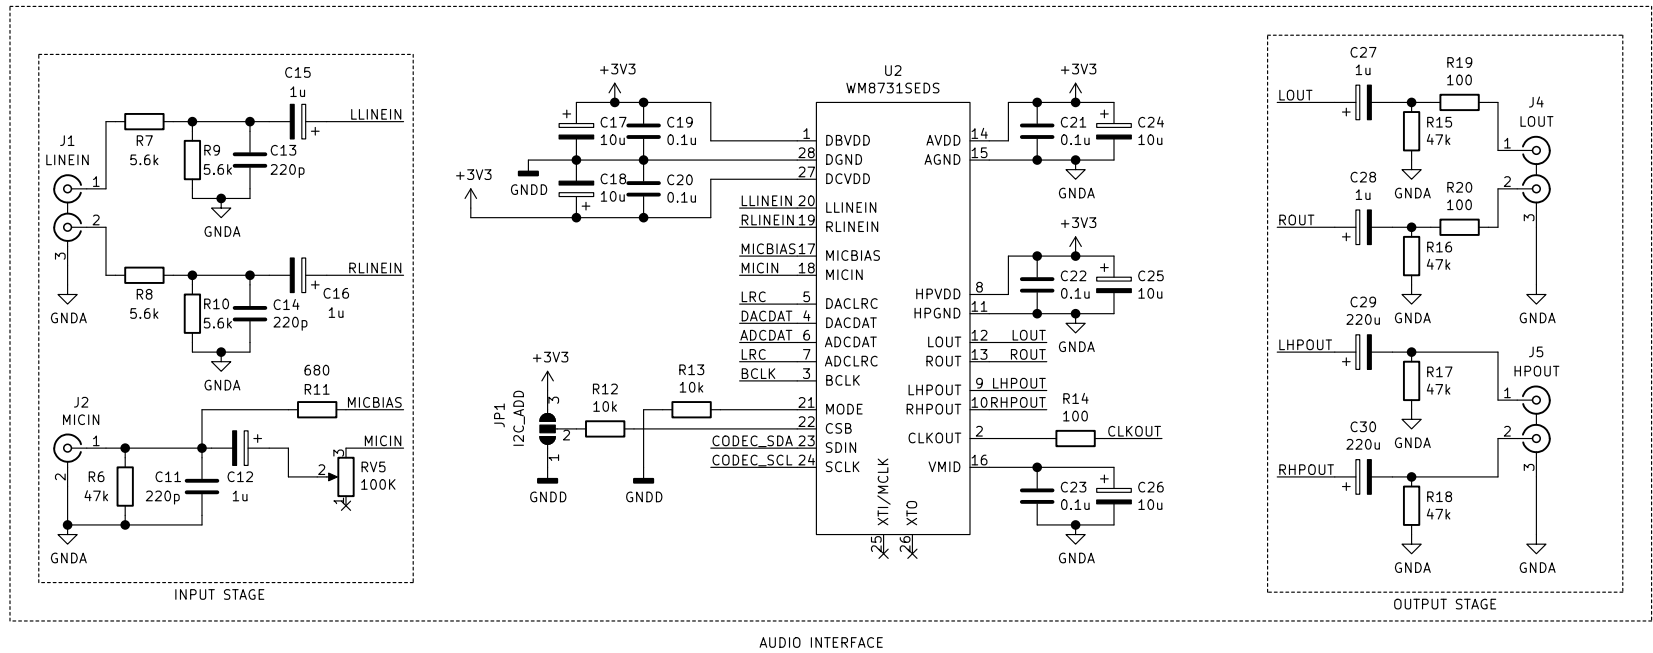 C15
1u
LLINEIN
J1
LINEIN
R7
5.6k
R9
5.6k
C13
220p
1
2
3
GNDA
GNDA
R8
5.6k
R10
5.6k
C14
220p
C16
1u
RLINEIN
GNDA
680
R11
MICBIAS
J2
MICIN
1
2
R6
47k
C11
220p
C12
1u
MICIN
3
2
1
RV5
100K
GNDA
INPUT STAGE
+3V3
C17
10u
C19
0.1u
GNDD
+3V3
C18
10u
C20
0.1u
+3V3
JP1
I2C_ADD
3
2
1
GNDD
R12
10k
R13
10k
GNDD
U2
WM8731SEDS
1 DBVDD
28 DGND
27 DCVDD
LLINEIN 20 LLINEIN
RLINEIN 19 RLINEIN
MICBIAS 17 MICBIAS
MICIN 18 MICIN
LRC 5 DACLRC
DACDAT 4 DACDAT
ADCDAT 6 ADCDAT
LRC 7 ADCLRC
BCLK 3 BCLK
21 MODE
22 CSB
CODEC_SDA 23 SDIN
CODEC_SCL 24 SCLK
XTI/MCLK 25
XTO 26
AVDD 14
AGND 15
HPVDD 8
HPGND 11
LOUT 12 LOUT
ROUT 13 ROUT
LHPOUT 9 LHPOUT
RHPOUT 10 RHPOUT
CLKOUT 2
R14
100
CLKOUT
VMID 16
+3V3
C21
0.1u
C24
10u
GNDA
+3V3
C22
0.1u
C25
10u
GNDA
C23
0.1u
C26
10u
GNDA
C27
1u
LOUT
R15
47k
R19
100
J4
LOUT
1
2
3
GNDA
C28
1u
ROUT
R16
47k
R20
100
GNDA
GNDA
C29
220u
LHPOUT
R17
47k
J5
HPOUT
1
2
3
GNDA
C30
220u
RHPOUT
R18
47k
GNDA
GNDA
OUTPUT STAGE
AUDIO INTERFACE